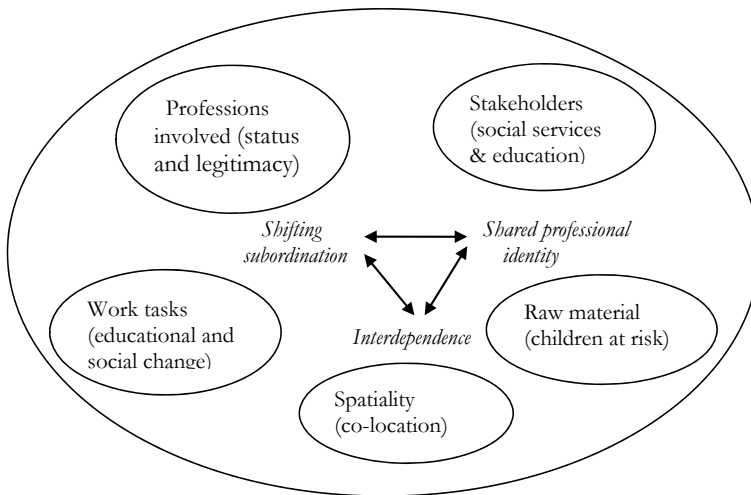 Professions
involved (status
and legitimacy)
Stakeholders
(social services
& education)
Shifting
subordination
Shared professional
identity
Work tasks
(educational and
social change)
Interdependence
Raw material
(children at risk)
Spatiality
(co-location)